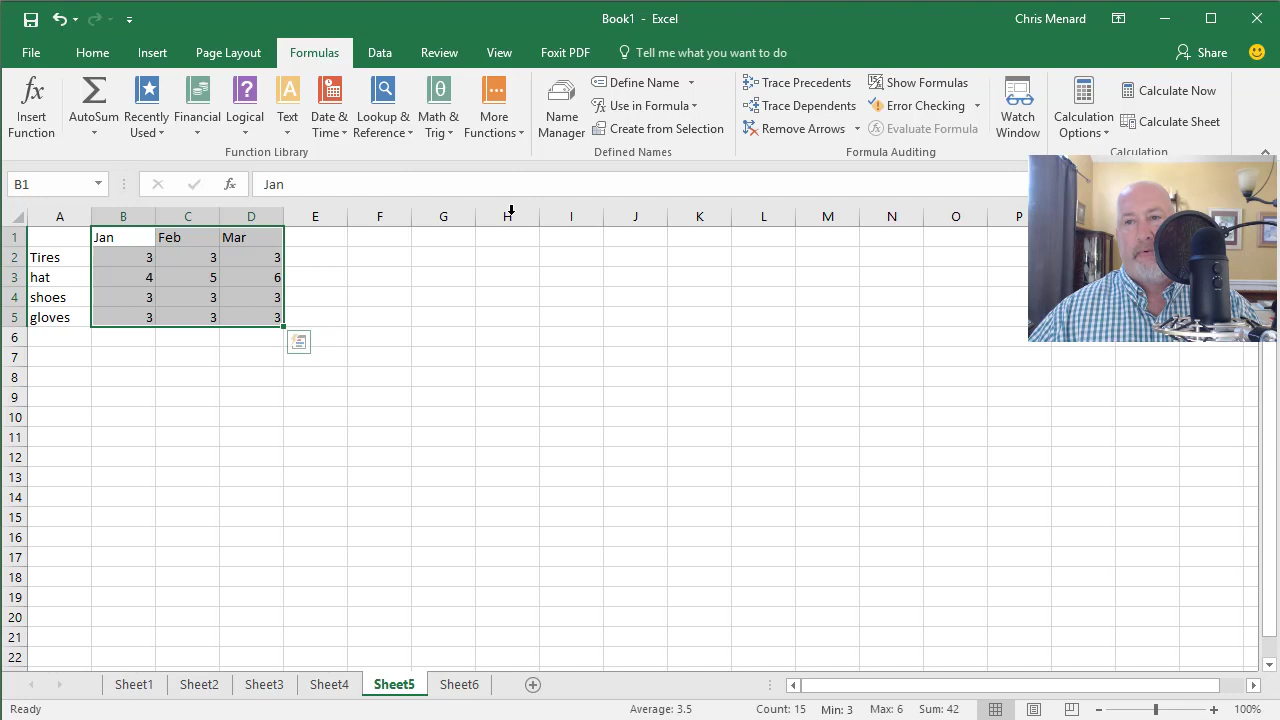 Book1 - Excel
Chris Menard
File Home Insert Page Layout Formulas Data Review View Foxit PDF Tell me what you want to do Share
fx Insert Function
AutoSum
Recently Used
Financial
Logical
Text
Date & Time
Lookup & Reference
Math & Trig
More Functions
Function Library
Name Manager
Define Name
Use in Formula
Create from Selection
Defined Names
Trace Precedents
Trace Dependents
Remove Arrows
Show Formulas
Error Checking
Evaluate Formula
Formula Auditing
Watch Window
Calculation Options
Calculate Now
Calculate Sheet
Calculation
B1 fx Jan
A B C D E F G H I J K L M N O P
1 Jan Feb Mar
2 Tires 3 3 3
3 hat 4 5 6
4 shoes 3 3 3
5 gloves 3 3 3
6
7
8
9
10
11
12
13
14
15
16
17
18
19
20
21
22
Sheet1 Sheet2 Sheet3 Sheet4 Sheet5 Sheet6
Ready Average: 3.5 Count: 15 Min: 3 Max: 6 Sum: 42 100%